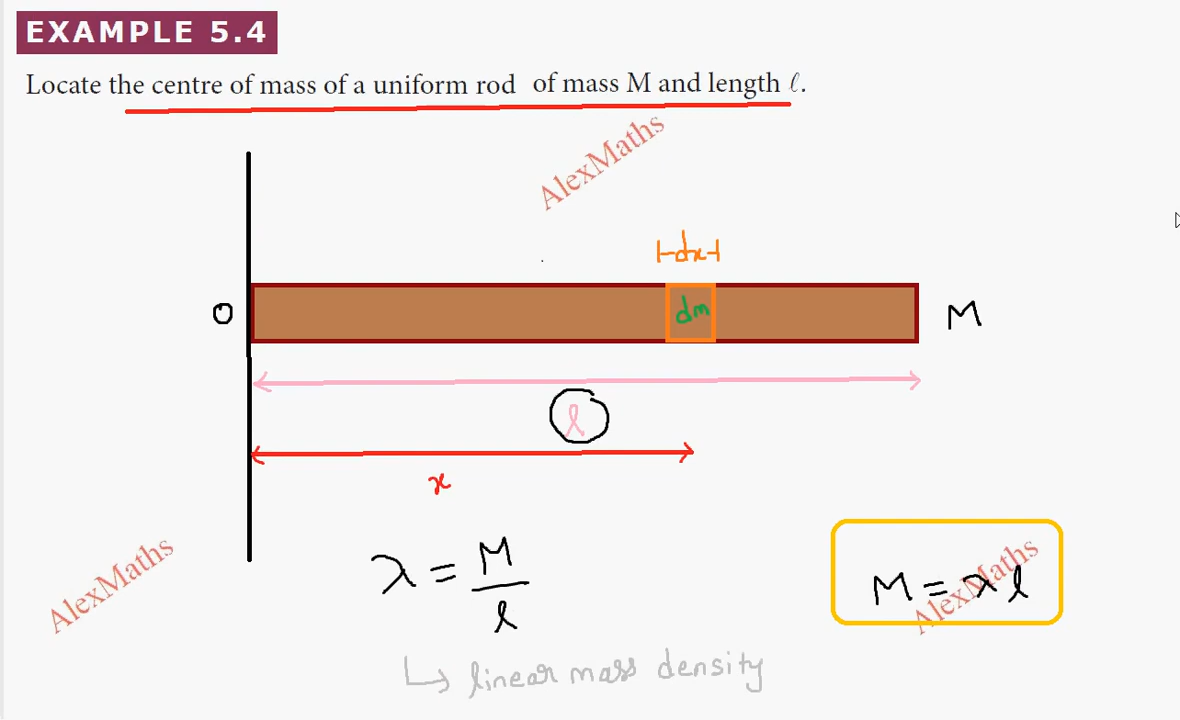 EXAMPLE 5.4
Locate the centre of mass of a uniform rod of mass M and length ℓ.
AlexMaths
dx
O
dm
M
l
x
λ = M/l
M = λ l
AlexMaths
AlexMaths
↳ linear mass density